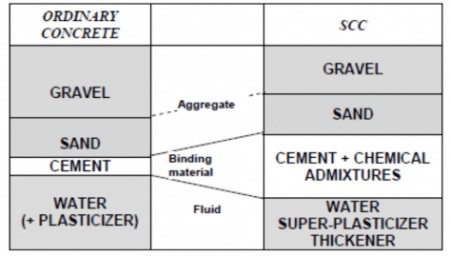 ORDINARY
CONCRETE
SCC
GRAVEL
Aggregate
GRAVEL
SAND
SAND
CEMENT
Binding
material
CEMENT + CHEMICAL
ADMIXTURES
WATER
(+ PLASTICIZER)
Fluid
WATER
SUPER-PLASTICIZER
THICKENER